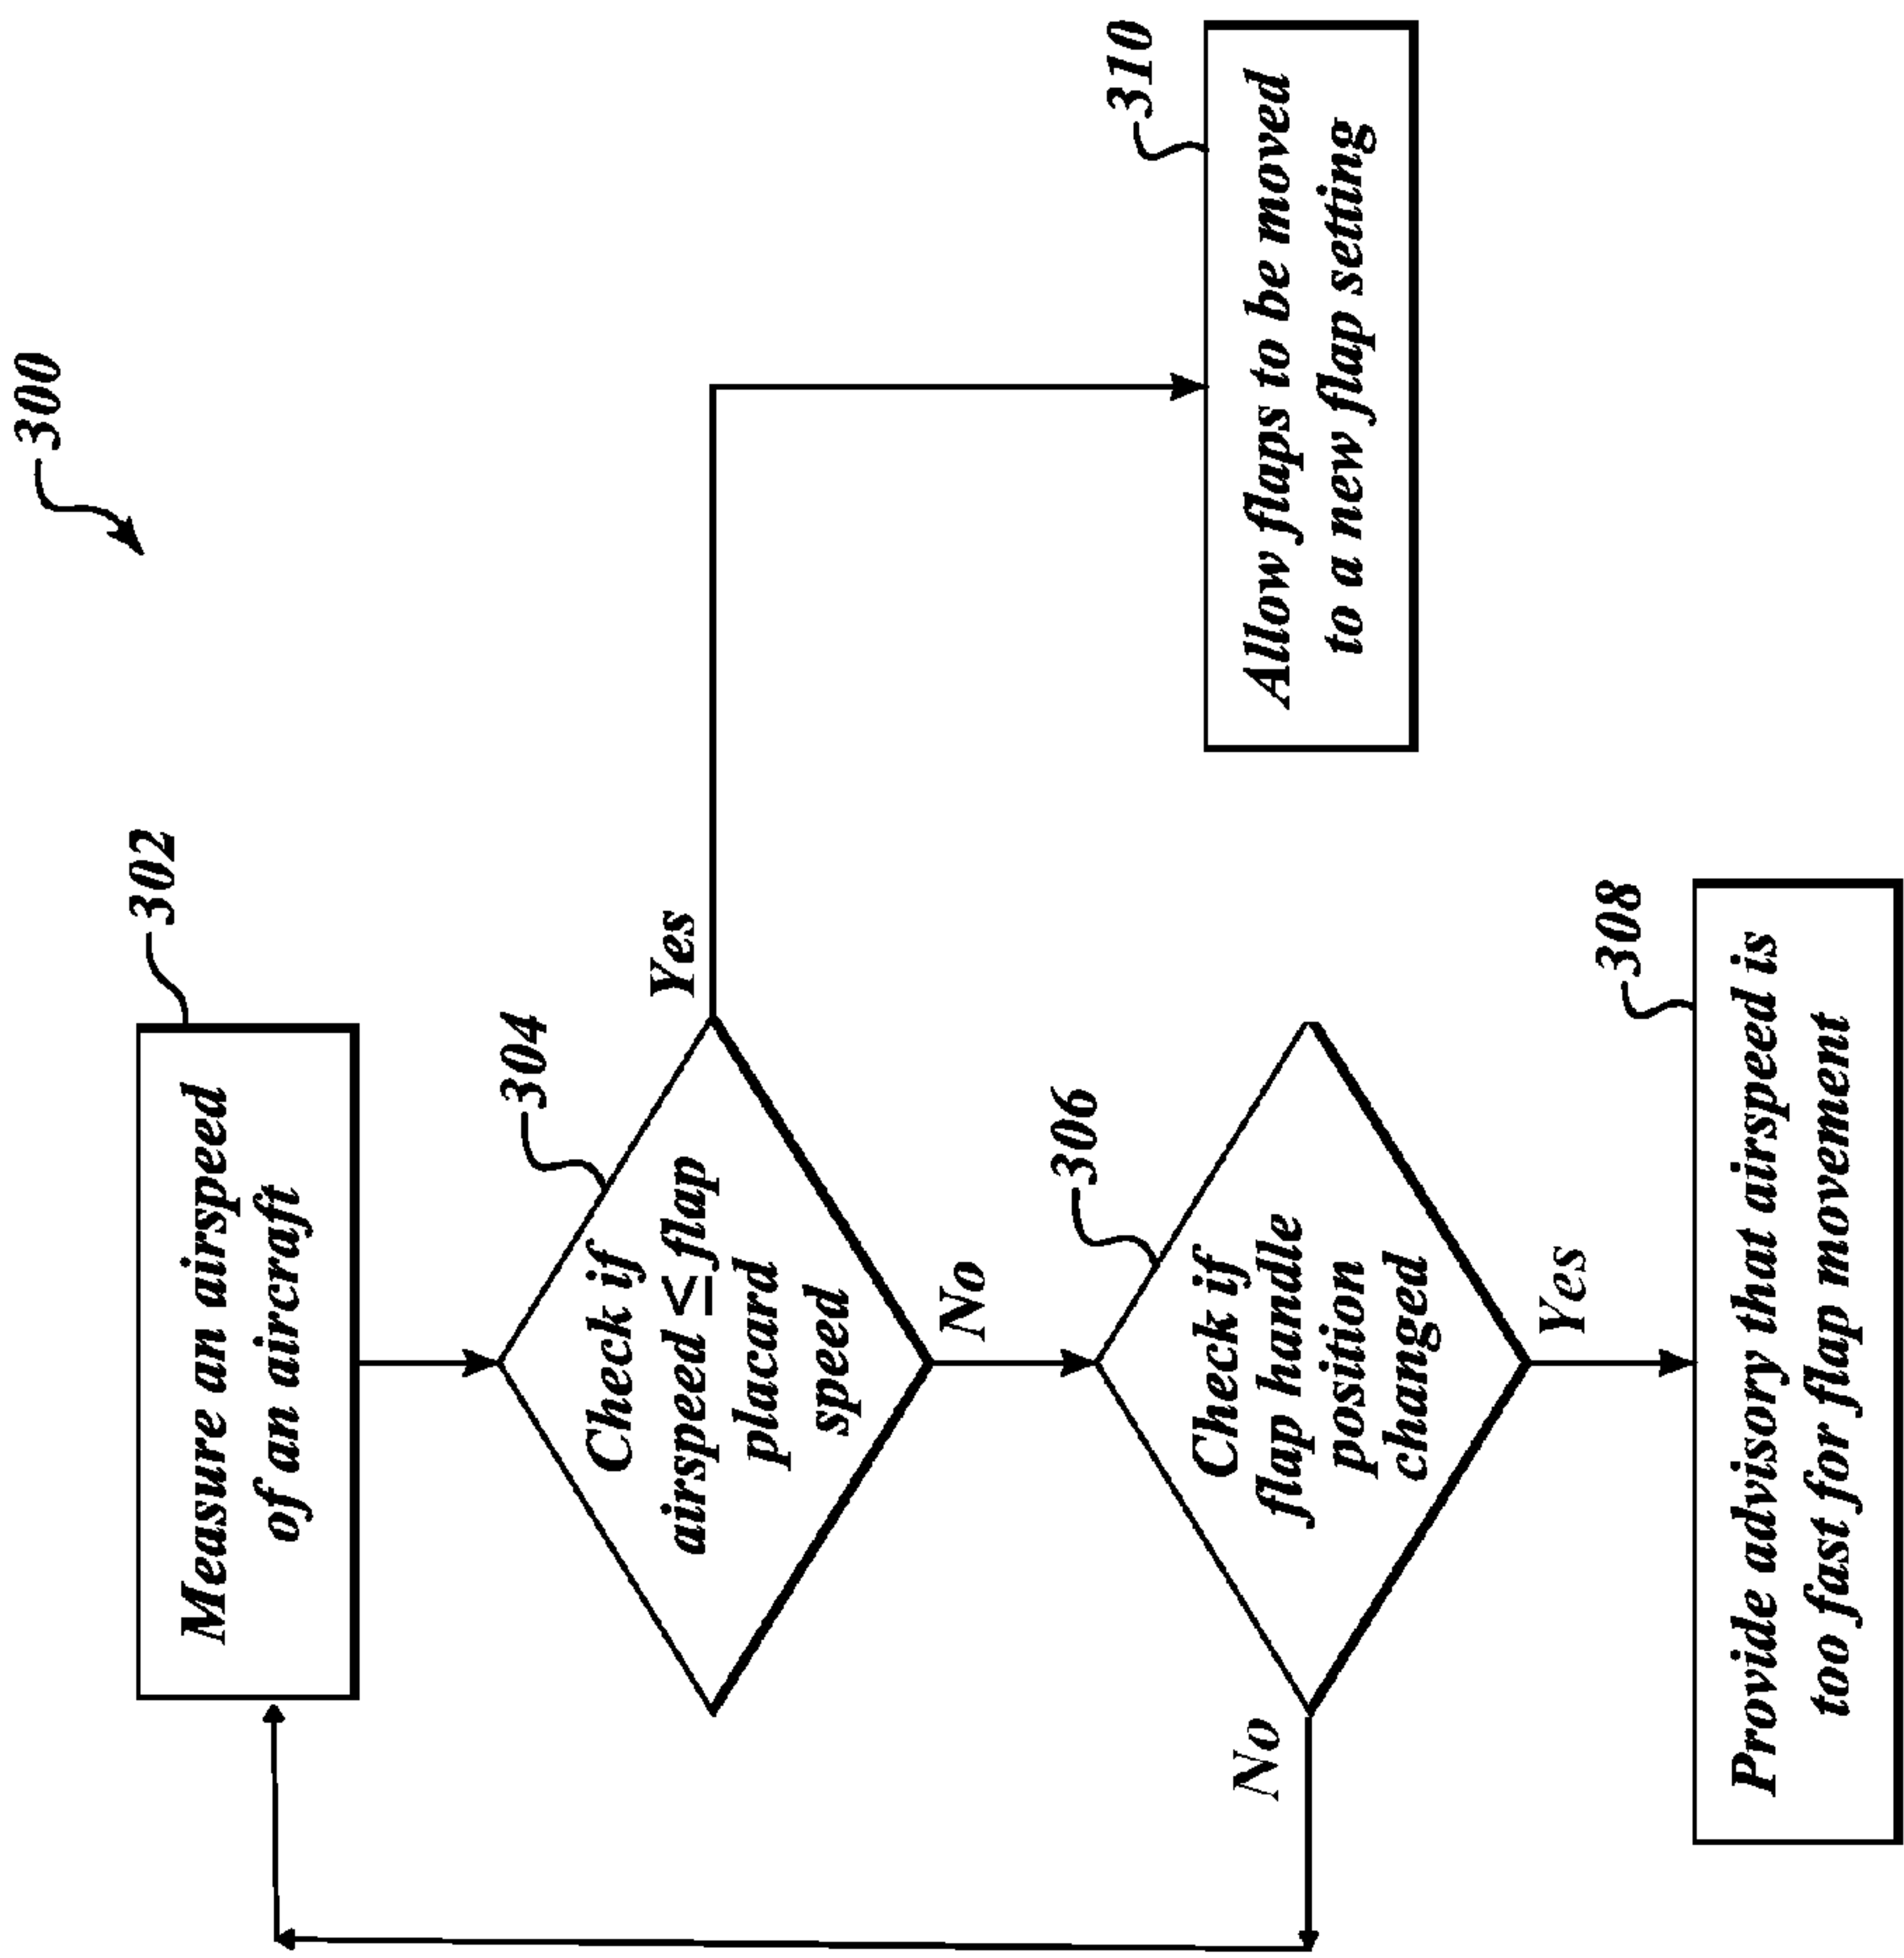 300
302
Measure an airspeed
of an aircraft
304
Check if
airspeed ≤ flap
placard
speed
Yes
No
306
Check if
flap handle
position
changed
No
Yes
308
Provide advisory that airspeed is
too fast for flap movement
310
Allow flaps to be moved
to a new flap setting